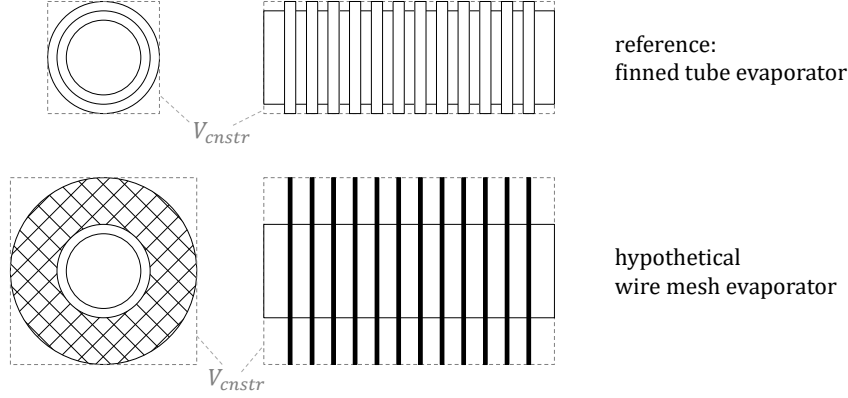 reference:
finned tube evaporator
V_cnstr
hypothetical
wire mesh evaporator
V_cnstr